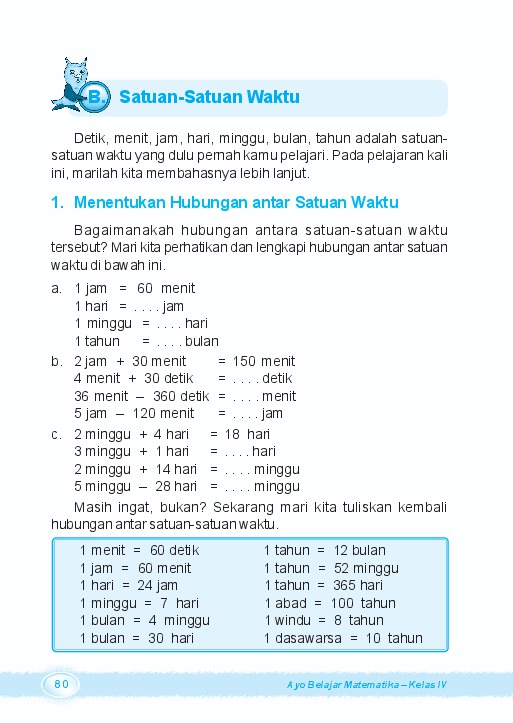 B. Satuan-Satuan Waktu
Detik, menit, jam, hari, minggu, bulan, tahun adalah satuan-
satuan waktu yang dulu pernah kamu pelajari. Pada pelajaran kali
ini, marilah kita membahasnya lebih lanjut.
1. Menentukan Hubungan antar Satuan Waktu
Bagaimanakah hubungan antara satuan-satuan waktu
tersebut? Mari kita perhatikan dan lengkapi hubungan antar satuan
waktu di bawah ini.
a. 1 jam = 60 menit
1 hari = . . . . jam
1 minggu = . . . . hari
1 tahun = . . . . bulan
b. 2 jam + 30 menit = 150 menit
4 menit + 30 detik = . . . . detik
36 menit – 360 detik = . . . . menit
5 jam – 120 menit = . . . . jam
c. 2 minggu + 4 hari = 18 hari
3 minggu + 1 hari = . . . . hari
2 minggu + 14 hari = . . . . minggu
5 minggu – 28 hari = . . . . minggu
Masih ingat, bukan? Sekarang mari kita tuliskan kembali
hubungan antar satuan-satuan waktu.
1 menit = 60 detik
1 jam = 60 menit
1 hari = 24 jam
1 minggu = 7 hari
1 bulan = 4 minggu
1 bulan = 30 hari
1 tahun = 12 bulan
1 tahun = 52 minggu
1 tahun = 365 hari
1 abad = 100 tahun
1 windu = 8 tahun
1 dasawarsa = 10 tahun
80 Ayo Belajar Matematika – Kelas IV